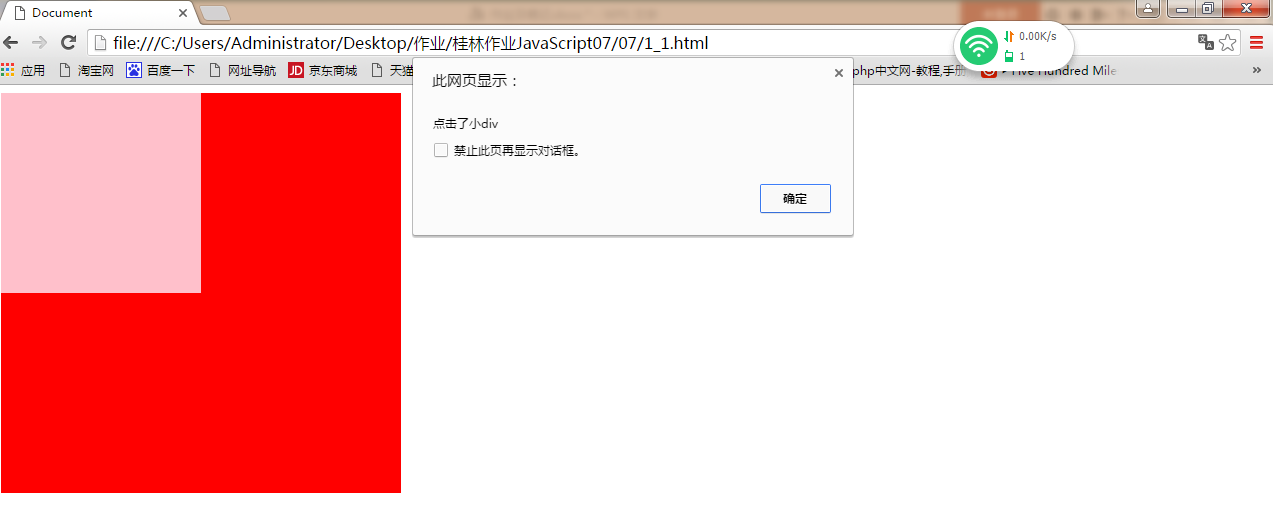 Document
file:///C:/Users/Administrator/Desktop/作业/桂林作业JavaScript07/07/1_1.html
0.00K/s
1
应用 淘宝网 百度一下 网址导航 JD 京东商城 天猫 php中文网-教程,手册 Five Hundred Mile
此网页显示：
点击了小div
禁止此页再显示对话框。
确定